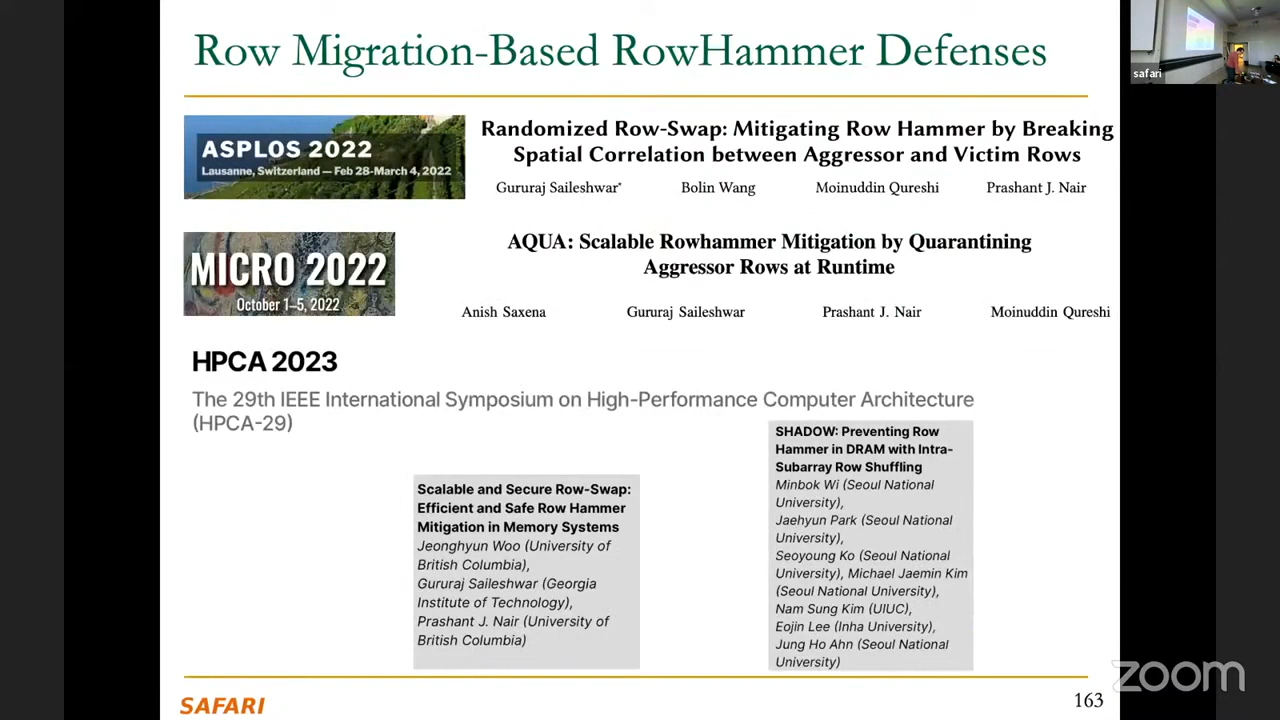 Row Migration-Based RowHammer Defenses
safari
ASPLOS 2022
Lausanne, Switzerland — Feb 28-March 4, 2022
Randomized Row-Swap: Mitigating Row Hammer by Breaking
Spatial Correlation between Aggressor and Victim Rows
Gururaj Saileshwar* Bolin Wang Moinuddin Qureshi Prashant J. Nair
MICRO 2022
October 1–5, 2022
AQUA: Scalable Rowhammer Mitigation by Quarantining
Aggressor Rows at Runtime
Anish Saxena Gururaj Saileshwar Prashant J. Nair Moinuddin Qureshi
HPCA 2023
The 29th IEEE International Symposium on High-Performance Computer Architecture
(HPCA-29)
Scalable and Secure Row-Swap:
Efficient and Safe Row Hammer
Mitigation in Memory Systems
Jeonghyun Woo (University of
British Columbia),
Gururaj Saileshwar (Georgia
Institute of Technology),
Prashant J. Nair (University of
British Columbia)
SHADOW: Preventing Row
Hammer in DRAM with Intra-
Subarray Row Shuffling
Minbok Wi (Seoul National
University),
Jaehyun Park (Seoul National
University),
Seoyoung Ko (Seoul National
University), Michael Jaemin Kim
(Seoul National University),
Nam Sung Kim (UIUC),
Eojin Lee (Inha University),
Jung Ho Ahn (Seoul National
University)
SAFARI
163
zoom